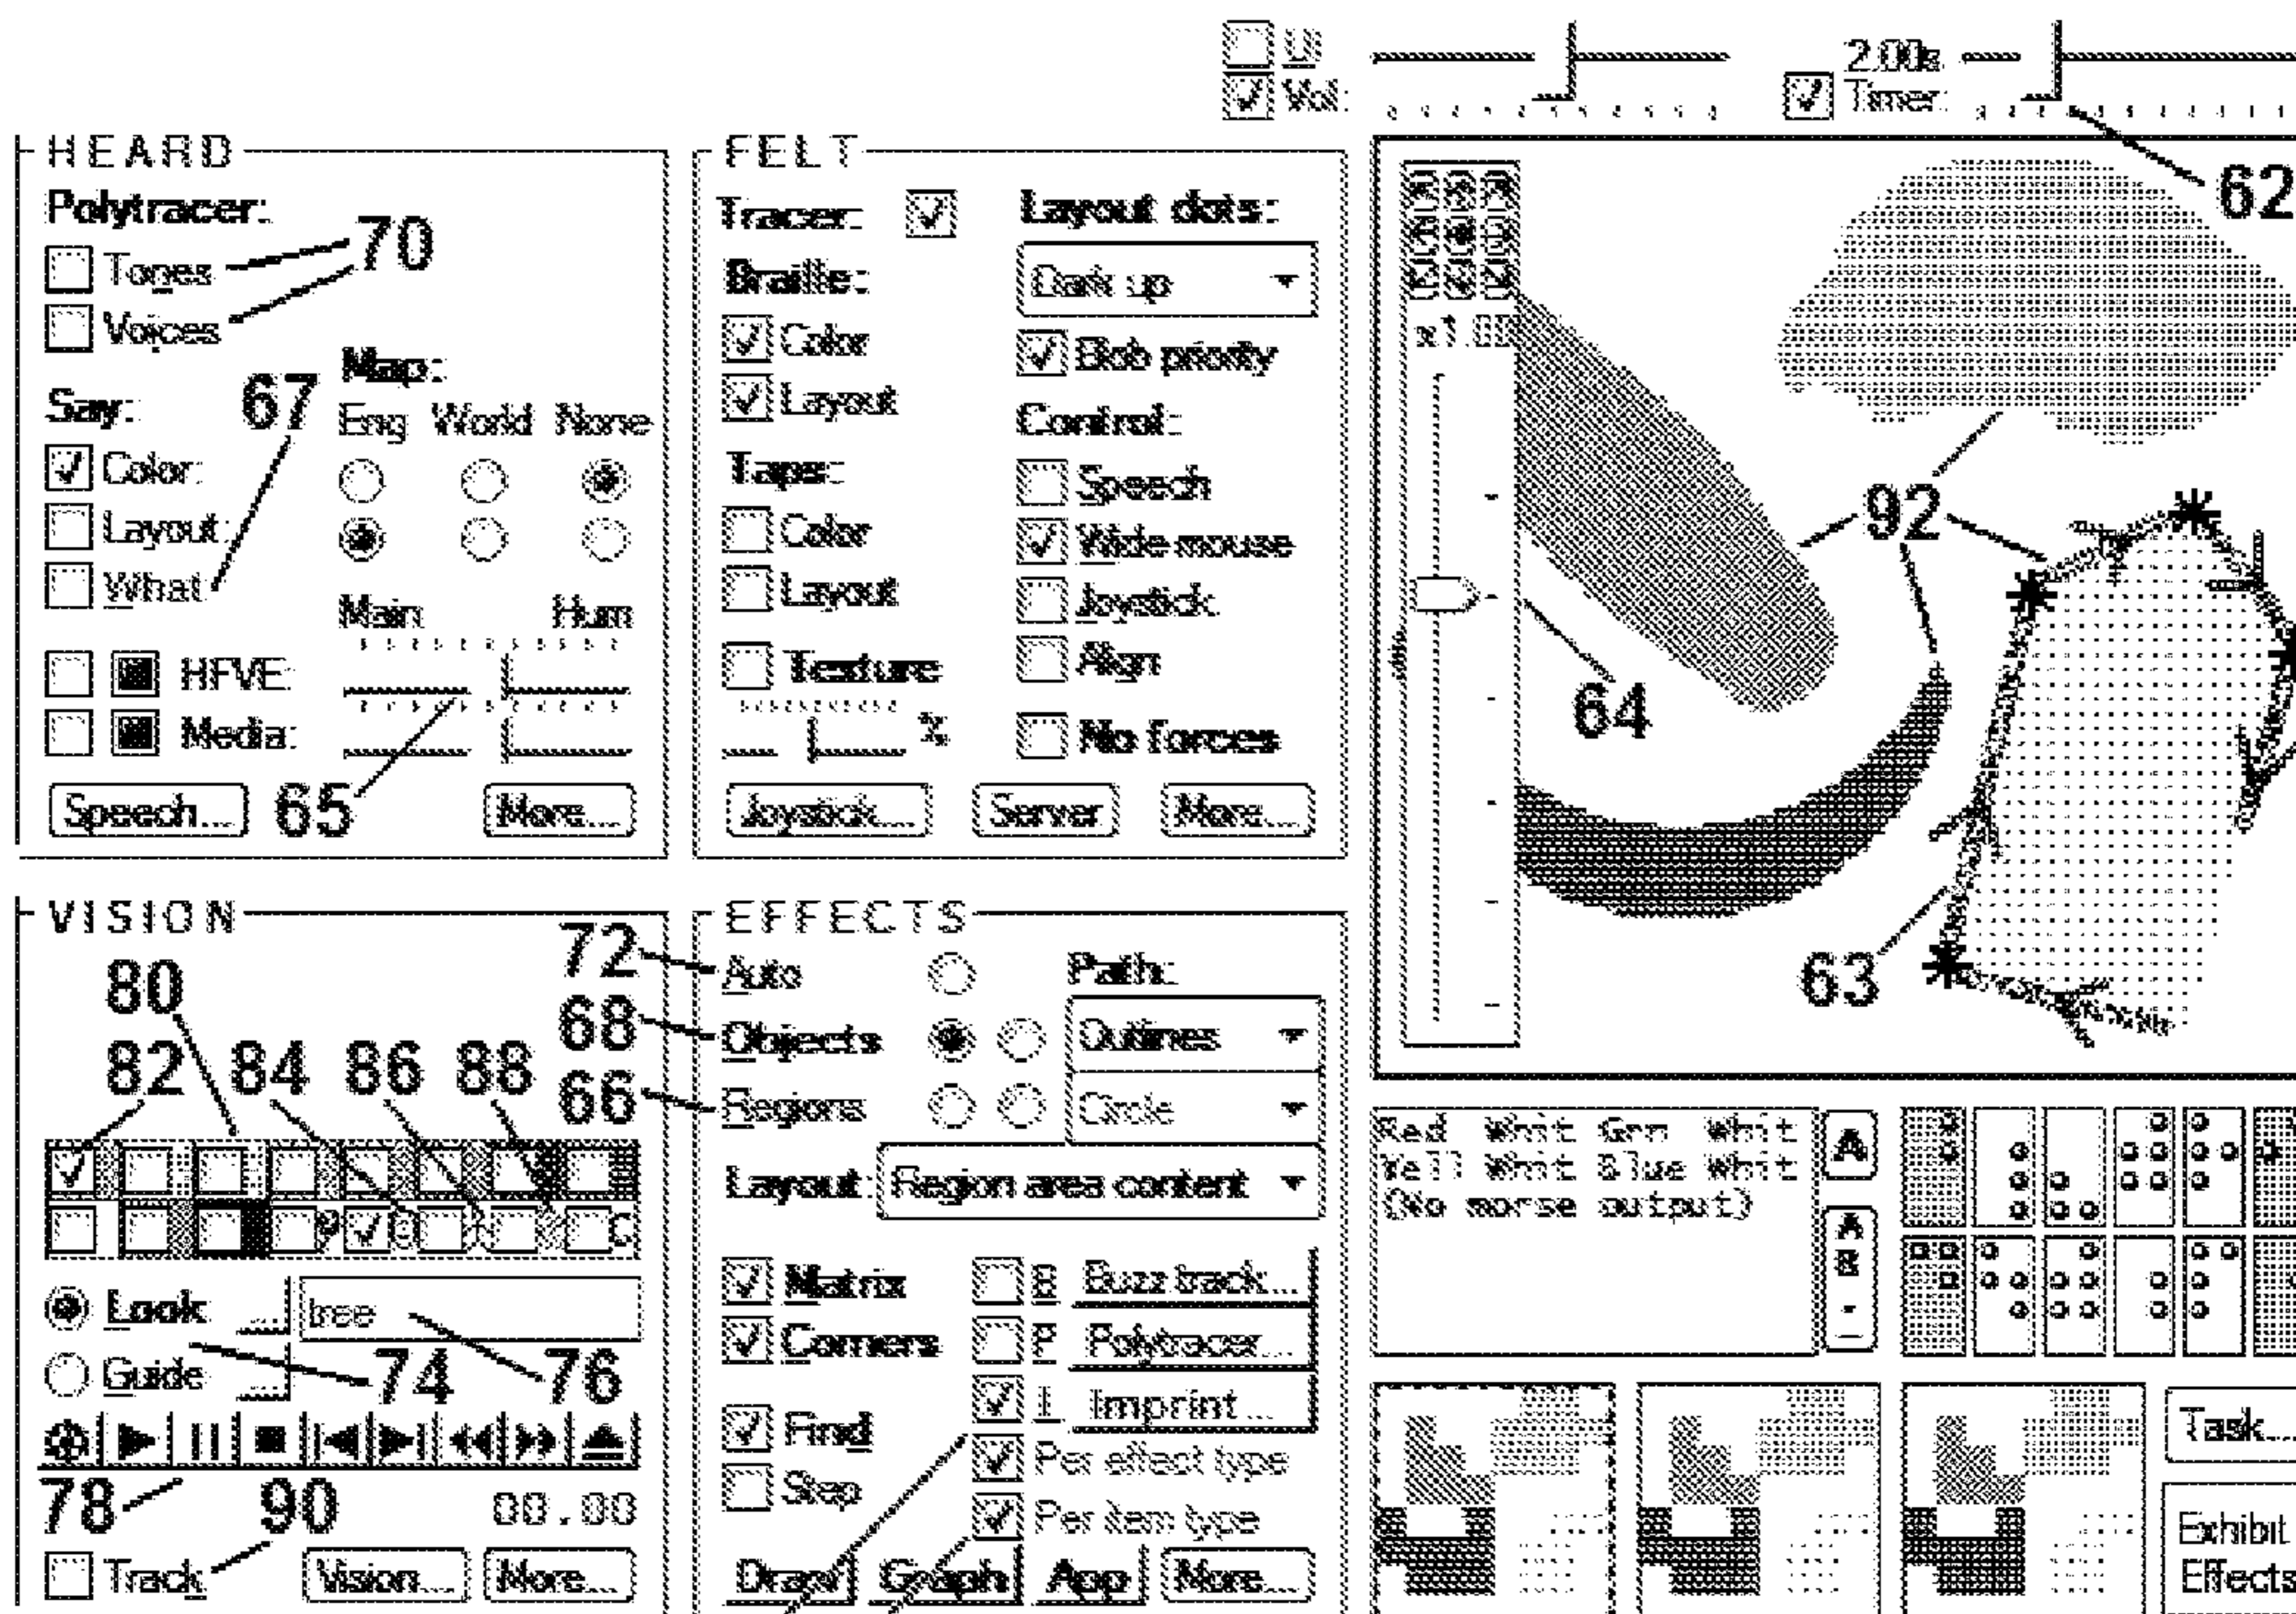 UI
Vol:
2.00s
Timer:
62
HEARD
Polytracer:
Tones
70
Voices
Map:
67
Say:
Eng World None
Color:
Layout:
What
Main Hum
HFVE:
Media:
Speech...
65
More...
FELT
Tracer:
Layout dots:
Braille:
Dark up
Color
Blob priority
Layout
Control:
Taps:
Speech
Color
Wide mouse
Layout
Joystick:
Align
Texture
%
No forces
Joystick...
Server
More...
x1.00
92
64
63
VISION
80
82 84 86 88
C
Look
tree
Guide
74
76
78
90
00.00
Track
Vision...
More...
EFFECTS
72
Auto
Path:
68
Objects
Outlines
66
Regions
Circle
Layout: Region area content
Matrix
B Buzz track...
Corners
P Polytracer...
I Imprint...
Find
Per effect type
Step
Per item type
Draw
Graph
App
More...
Red Whit Grn Whit
Yell Whit Blue Whit
(No morse output)
A
Task...
Exhibit
Effects